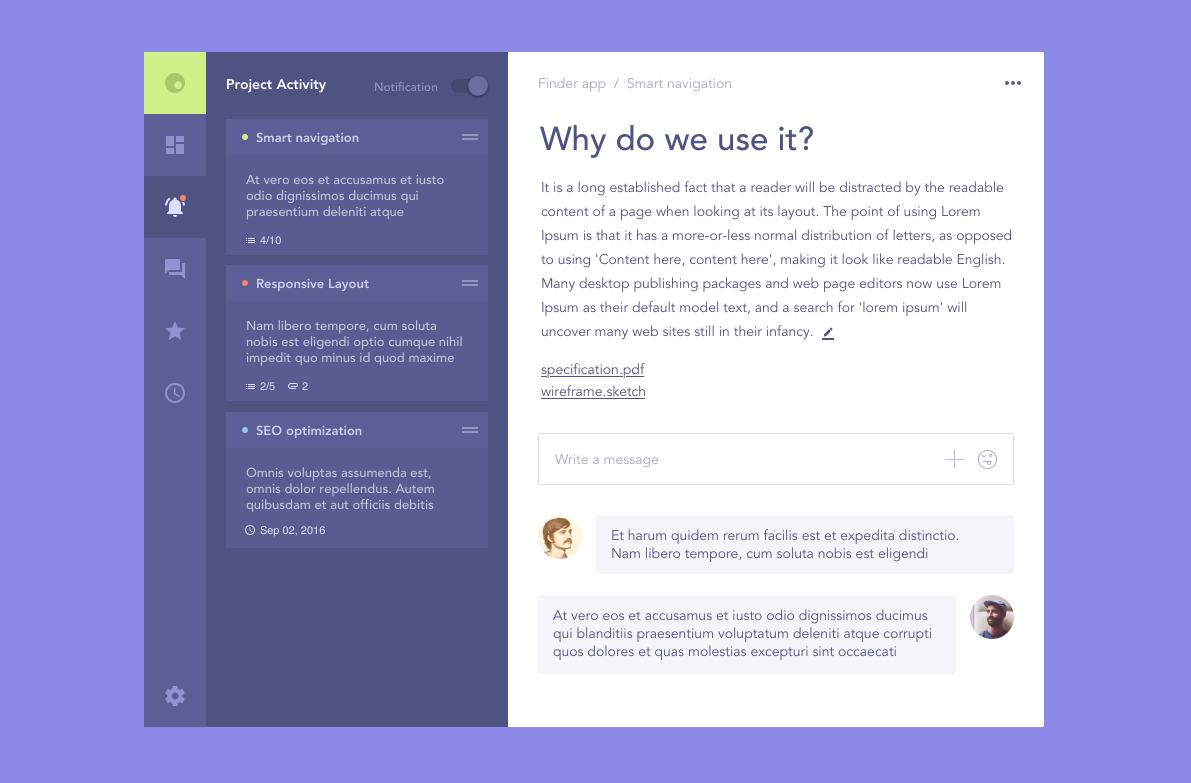 Project Activity
Notification
Smart navigation
At vero eos et accusamus et iusto
odio dignissimos ducimus qui
praesentium deleniti atque
4/10
Responsive Layout
Nam libero tempore, cum soluta
nobis est eligendi optio cumque nihil
impedit quo minus id quod maxime
2/5 2
SEO optimization
Omnis voluptas assumenda est,
omnis dolor repellendus. Autem
quibusdam et aut officiis debitis
Sep 02, 2016
Finder app / Smart navigation
Why do we use it?
It is a long established fact that a reader will be distracted by the readable
content of a page when looking at its layout. The point of using Lorem
Ipsum is that it has a more-or-less normal distribution of letters, as opposed
to using 'Content here, content here', making it look like readable English.
Many desktop publishing packages and web page editors now use Lorem
Ipsum as their default model text, and a search for 'lorem ipsum' will
uncover many web sites still in their infancy.
specification.pdf
wireframe.sketch
Write a message
Et harum quidem rerum facilis est et expedita distinctio.
Nam libero tempore, cum soluta nobis est eligendi
At vero eos et accusamus et iusto odio dignissimos ducimus
qui blanditiis praesentium voluptatum deleniti atque corrupti
quos dolores et quas molestias excepturi sint occaecati